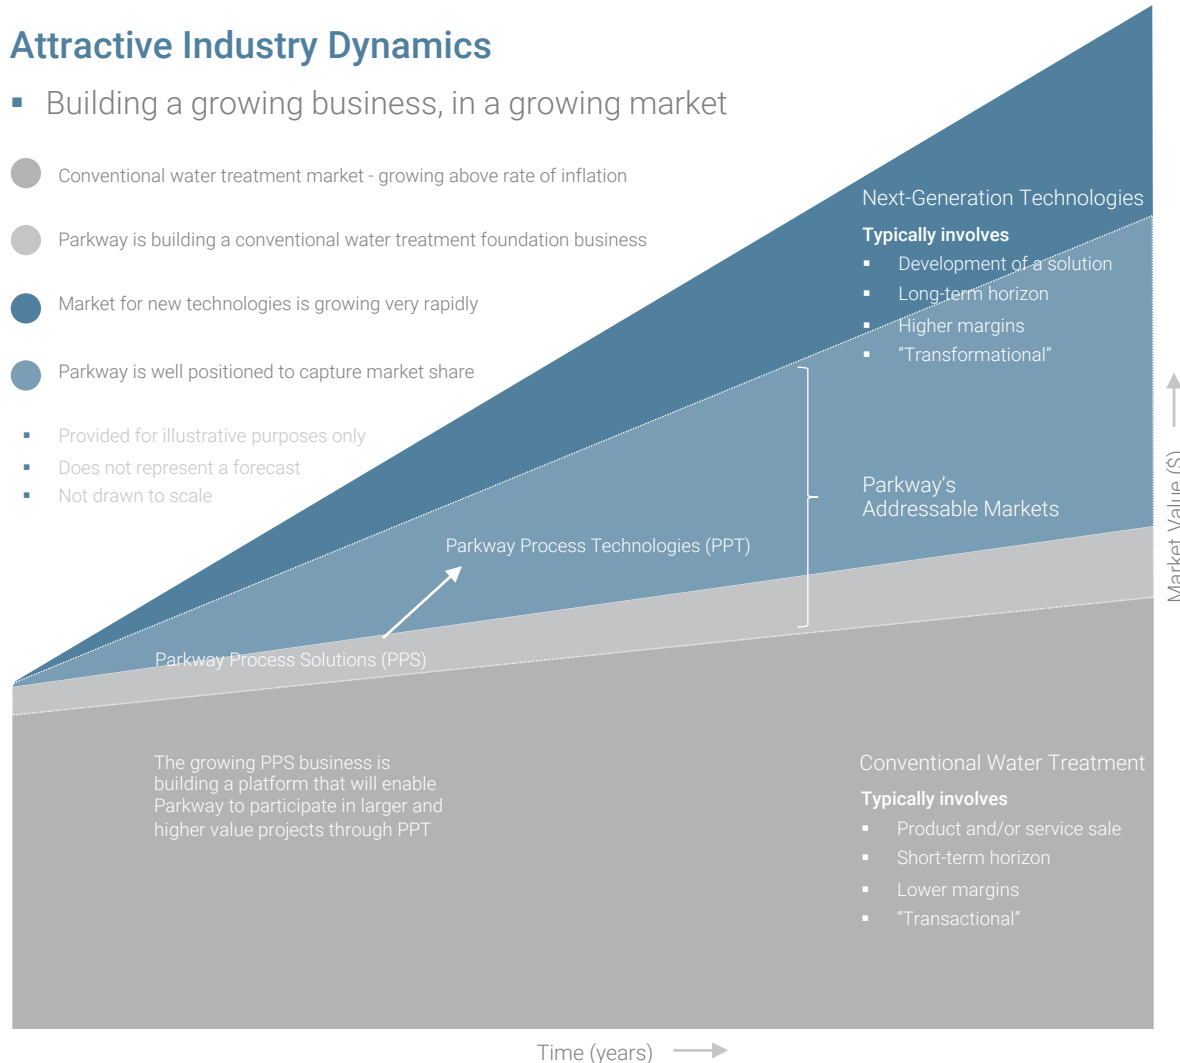 Attractive Industry Dynamics
▪ Building a growing business, in a growing market
Conventional water treatment market - growing above rate of inflation
Parkway is building a conventional water treatment foundation business
Market for new technologies is growing very rapidly
Parkway is well positioned to capture market share
▪ Provided for illustrative purposes only
▪ Does not represent a forecast
▪ Not drawn to scale
Next-Generation Technologies
Typically involves
▪ Development of a solution
▪ Long-term horizon
▪ Higher margins
▪ “Transformational”
Parkway’s
Addressable Markets
Parkway Process Technologies (PPT)
Parkway Process Solutions (PPS)
The growing PPS business is
building a platform that will enable
Parkway to participate in larger and
higher value projects through PPT
Conventional Water Treatment
Typically involves
▪ Product and/or service sale
▪ Short-term horizon
▪ Lower margins
▪ “Transactional”
Market Value ($)
Time (years)